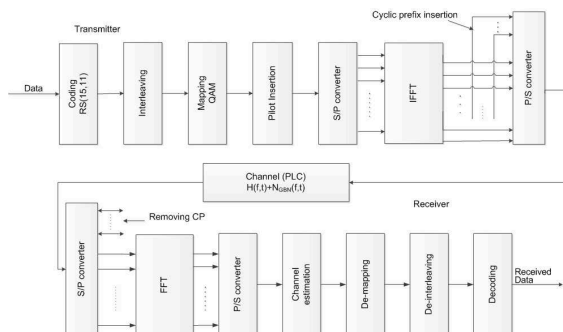 Transmitter
Cyclic prefix insertion
Data
Coding
RS(15,11)
Interleaving
Mapping
QAM
Pilot Insertion
S/P converter
IFFT
P/S converter
Channel (PLC)
H(f,t)+NGBN(f,t)
Receiver
S/P converter
Removing CP
FFT
P/S converter
Channel
estimation
De-mapping
De-interleaving
Decoding
Received
Data